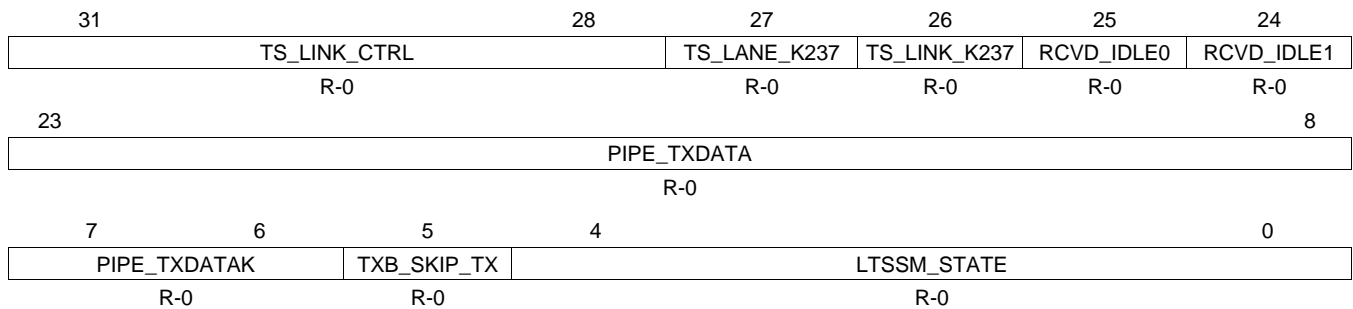 31 28 27 26 25 24
TS_LINK_CTRL TS_LANE_K237 TS_LINK_K237 RCVD_IDLE0 RCVD_IDLE1
R-0 R-0 R-0 R-0 R-0
23 8
PIPE_TXDATA
R-0
7 6 5 4 0
PIPE_TXDATAK TXB_SKIP_TX LTSSM_STATE
R-0 R-0 R-0